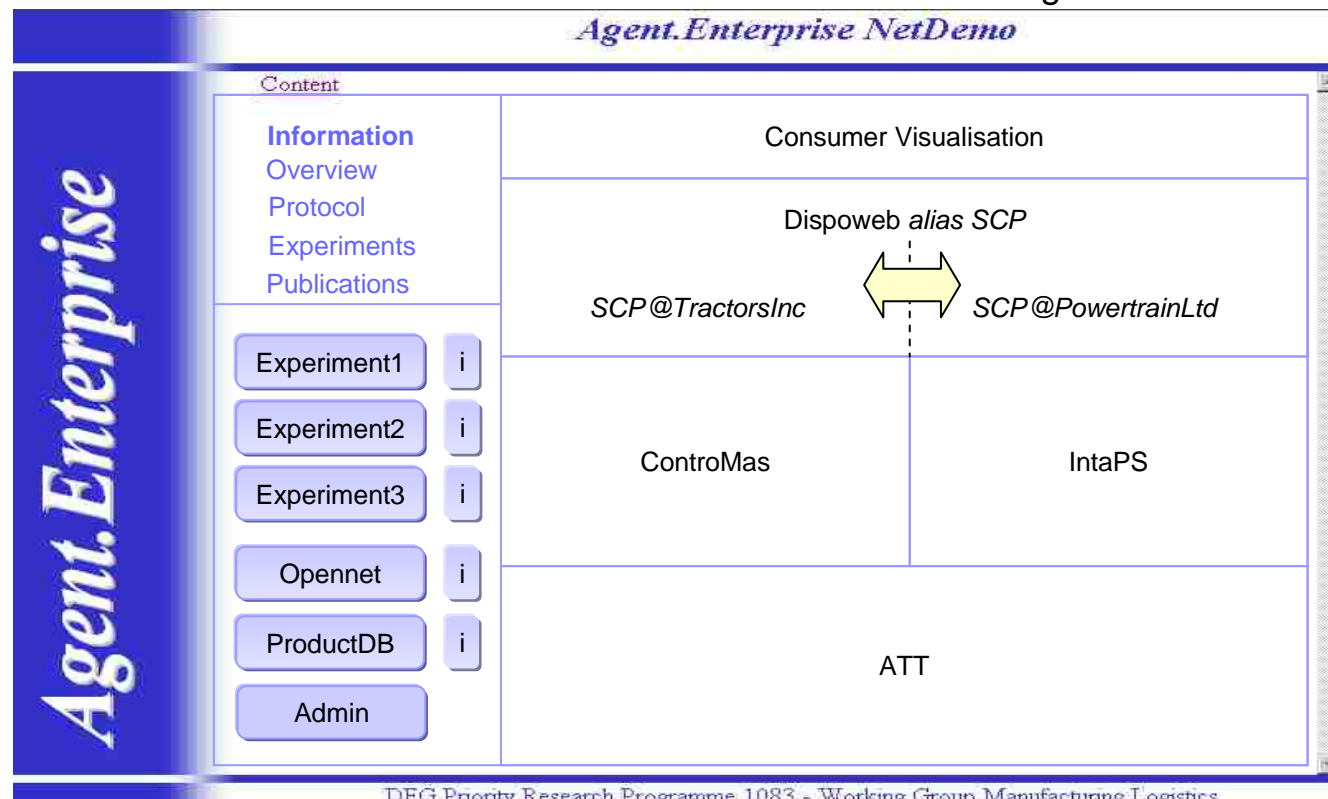 Agent.Enterprise NetDemo
Agent.Enterprise
Content
Information
Overview
Protocol
Experiments
Publications
Experiment1 i
Experiment2 i
Experiment3 i
Opennet i
ProductDB i
Admin
Consumer Visualisation
Dispoweb alias SCP
SCP@TractorsInc
SCP@PowertrainLtd
ControMas
IntaPS
ATT
DFG Priority Research Programme 1083 - Working Group Manufacturing Logistics